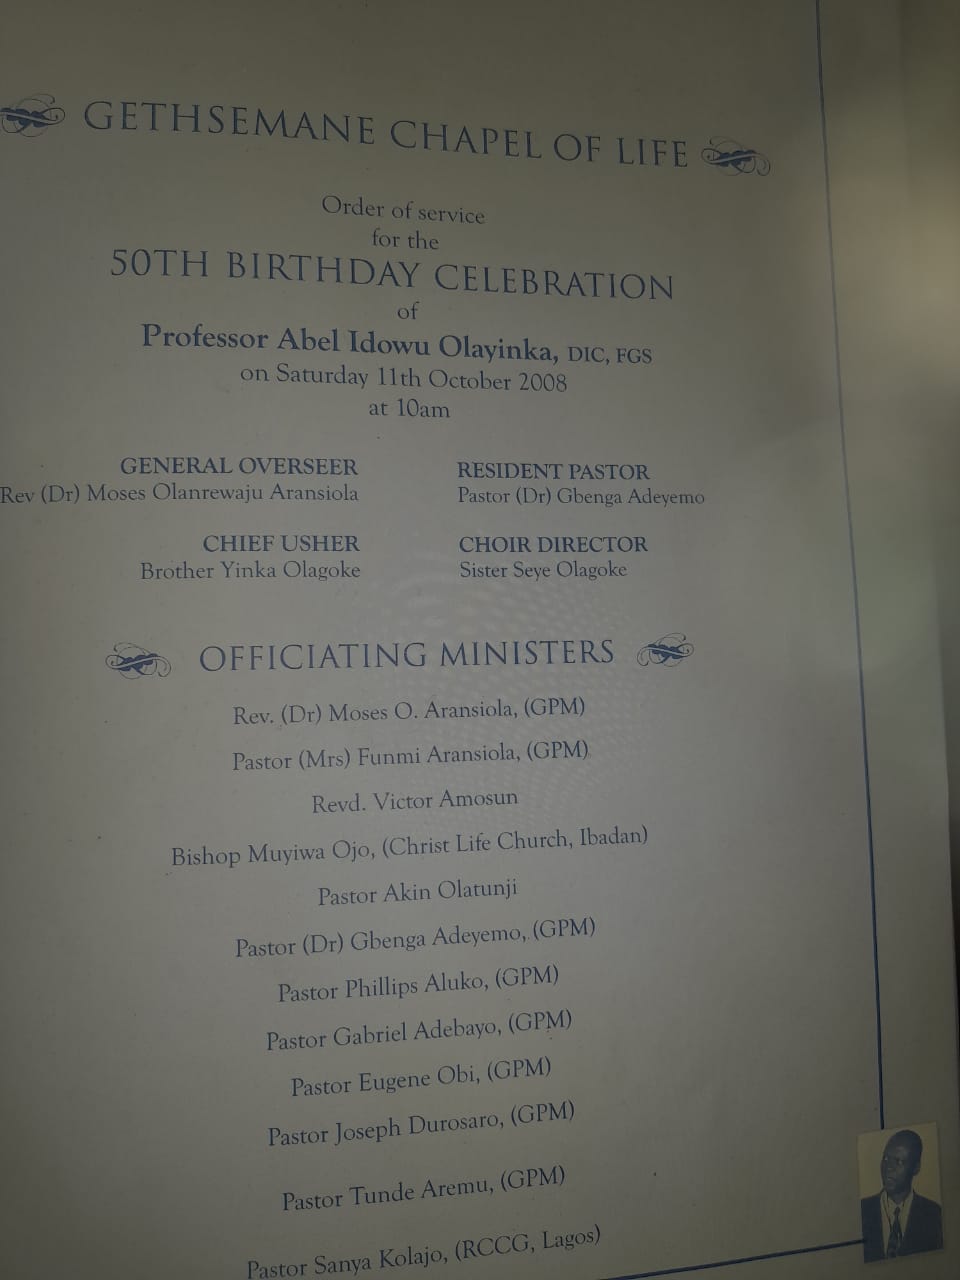 GETHSEMANE CHAPEL OF LIFE
Order of service
for the
50TH BIRTHDAY CELEBRATION
of
Professor Abel Idowu Olayinka, DIC, FGS
on Saturday 11th October 2008
at 10am
GENERAL OVERSEER
Rev (Dr) Moses Olanrewaju Aransiola
RESIDENT PASTOR
Pastor (Dr) Gbenga Adeyemo
CHIEF USHER
Brother Yinka Olagoke
CHOIR DIRECTOR
Sister Seye Olagoke
OFFICIATING MINISTERS
Rev. (Dr) Moses O. Aransiola, (GPM)
Pastor (Mrs) Funmi Aransiola, (GPM)
Revd. Victor Amosun
Bishop Muyiwa Ojo, (Christ Life Church, Ibadan)
Pastor Akin Olatunji
Pastor (Dr) Gbenga Adeyemo, (GPM)
Pastor Phillips Aluko, (GPM)
Pastor Gabriel Adebayo, (GPM)
Pastor Eugene Obi, (GPM)
Pastor Joseph Durosaro, (GPM)
Pastor Tunde Aremu, (GPM)
Pastor Sanya Kolajo, (RCCG, Lagos)